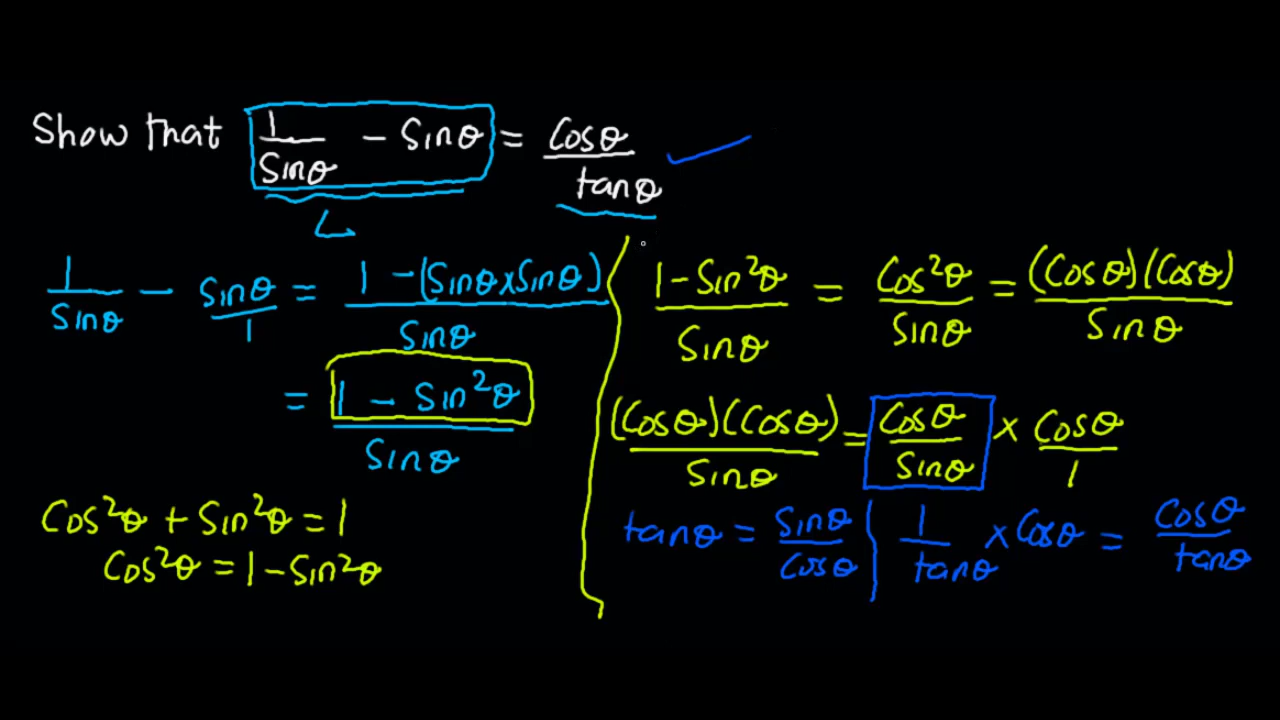 Show that 1/Sinθ − Sinθ = Cosθ/tanθ ✓
1/Sinθ − Sinθ/1 = 1 − (Sinθ×Sinθ)/Sinθ
= 1 − Sin²θ/Sinθ
Cos²θ + Sin²θ = 1
Cos²θ = 1 − Sin²θ
1 − Sin²θ/Sinθ = Cos²θ/Sinθ = (Cosθ)(Cosθ)/Sinθ
(Cosθ)(Cosθ)/Sinθ = Cosθ/Sinθ × Cosθ/1
tanθ = Sinθ/Cosθ | 1/tanθ × Cosθ = Cosθ/tanθ